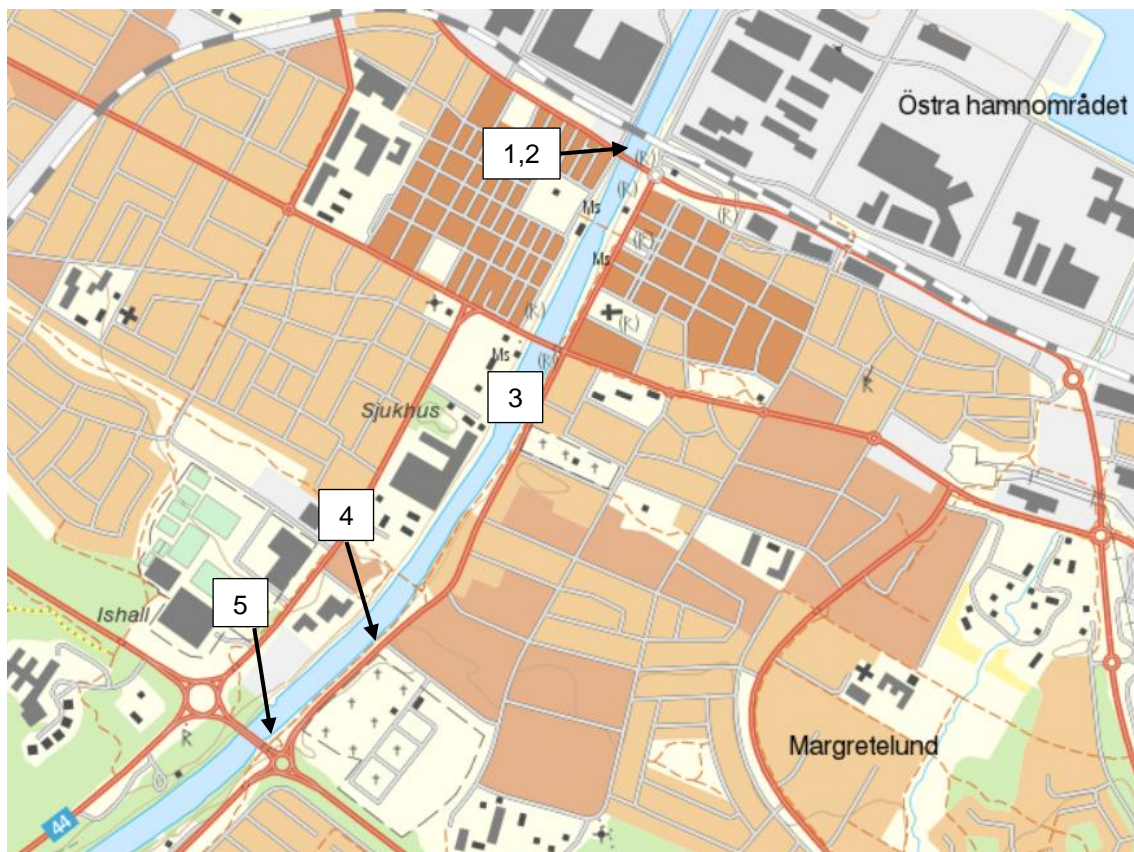 Östra hamnområdet
1,2
(R)
(R)
Ms
(R)
(R)
Ms
(R)
(R)
Ms
(R)
3
R
Sjukhus
4
5
Ishall
Margretelund
R
44